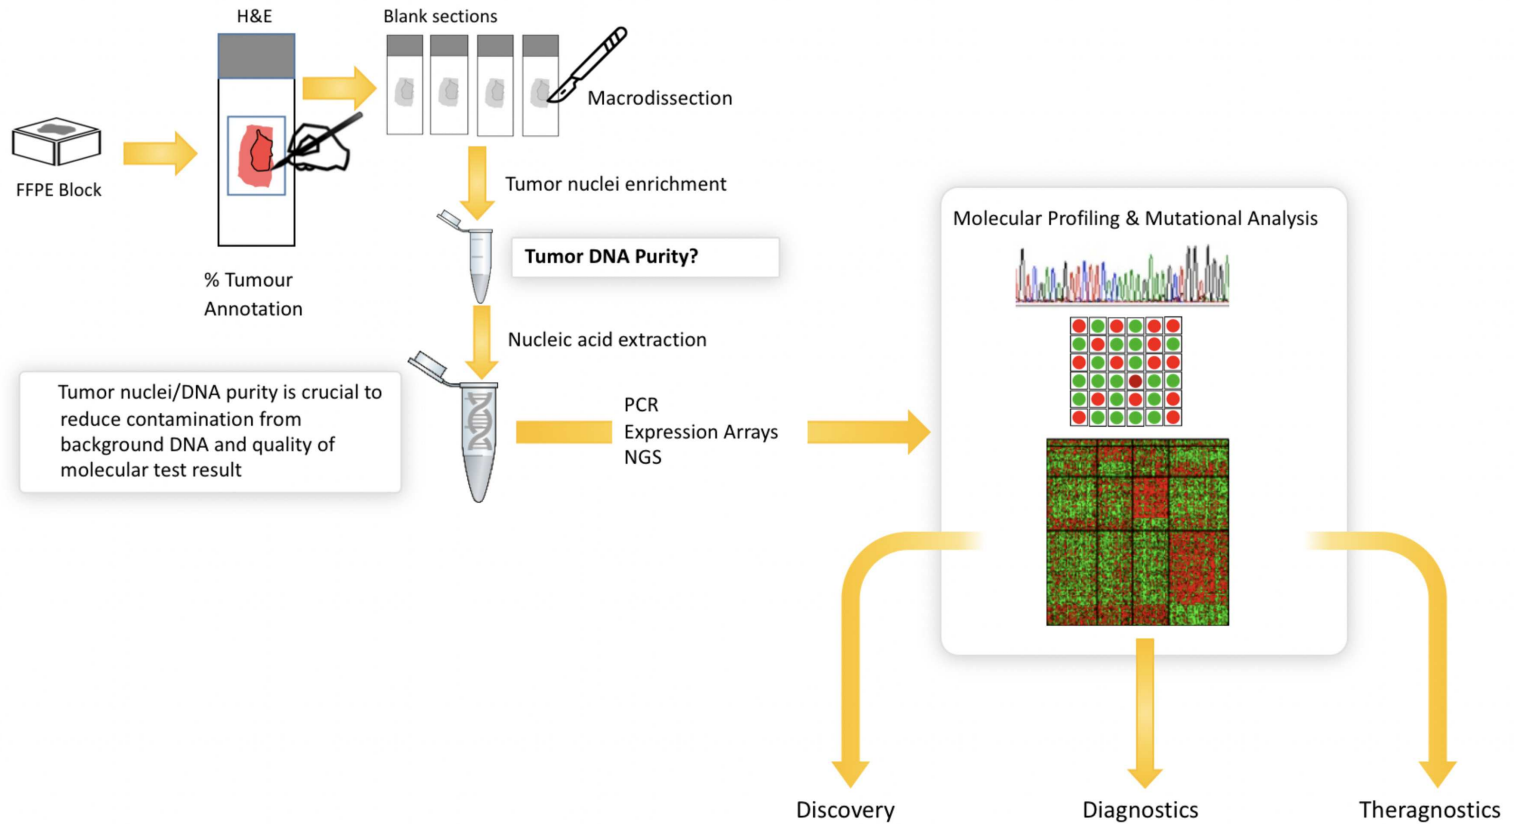 H&E
Blank sections
Macrodissection
FFPE Block
Tumor nuclei enrichment
Tumor DNA Purity?
% Tumour
Annotation
Nucleic acid extraction
Tumor nuclei/DNA purity is crucial to
reduce contamination from
background DNA and quality of
molecular test result
PCR
Expression Arrays
NGS
Molecular Profiling & Mutational Analysis
Discovery
Diagnostics
Theragnostics